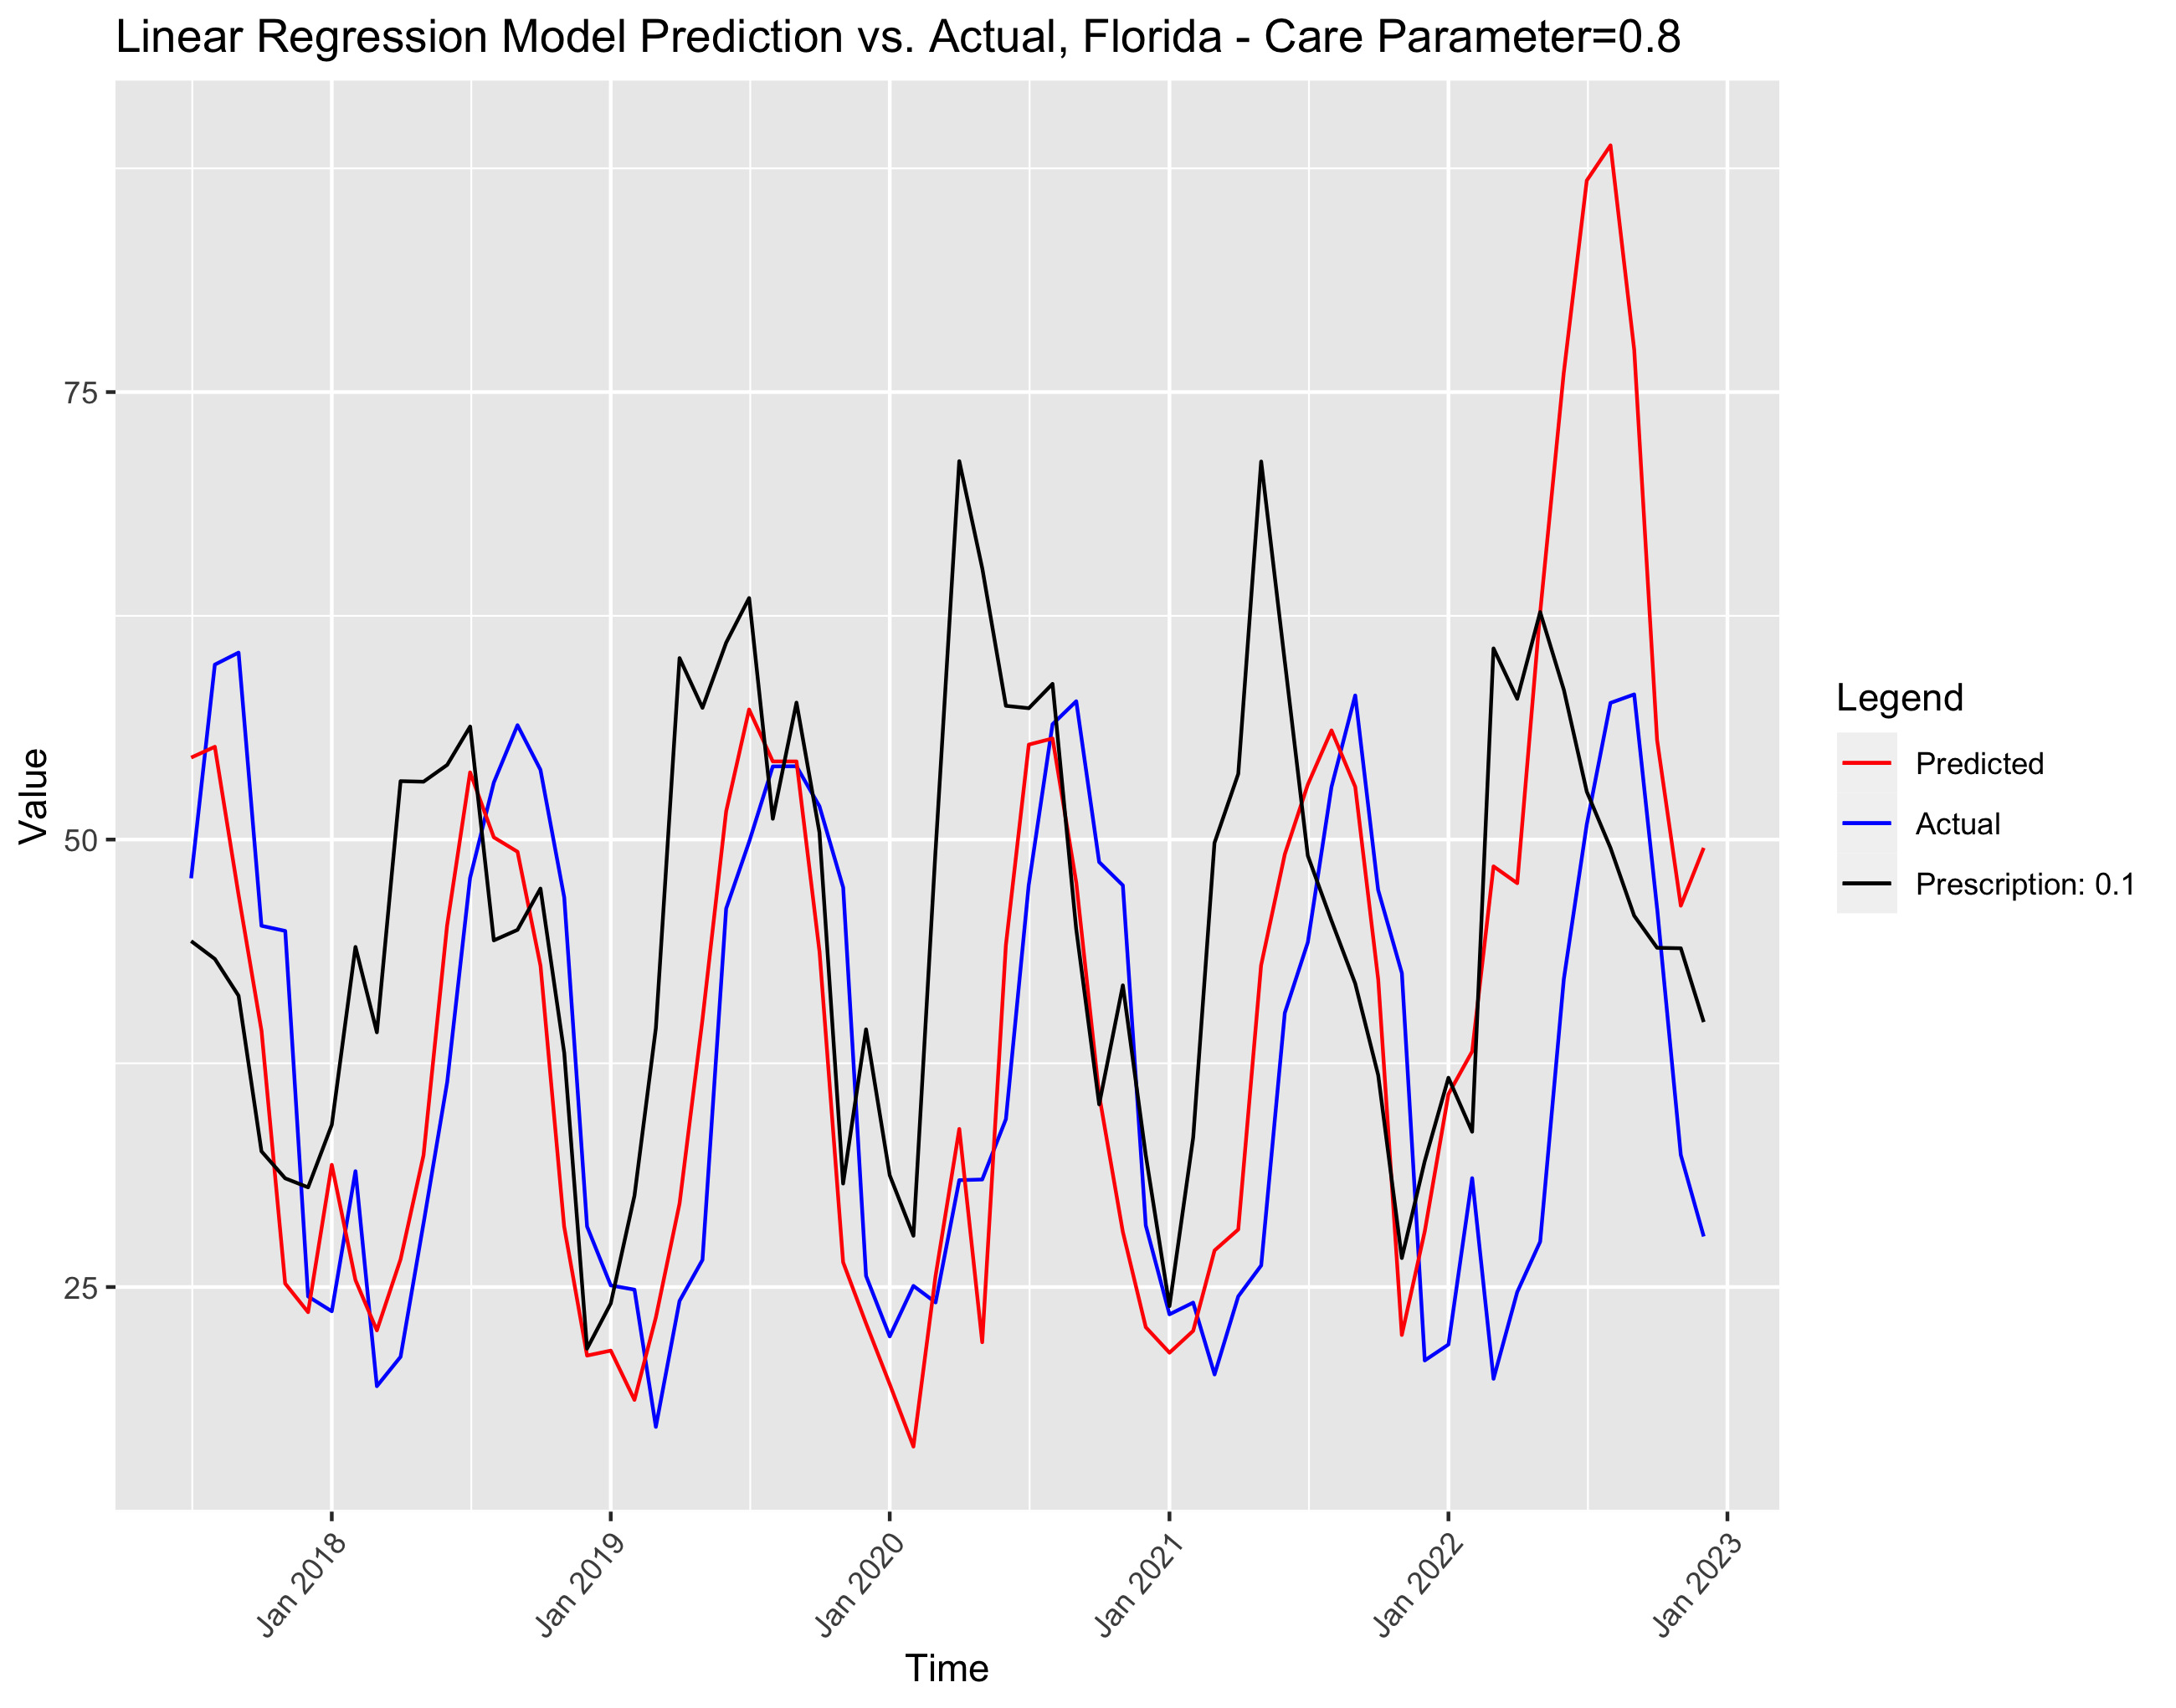 Linear Regression Model Prediction vs. Actual, Florida - Care Parameter=0.8
Value
75
50
25
Jan 2018
Jan 2019
Jan 2020
Jan 2021
Jan 2022
Jan 2023
Time
Legend
Predicted
Actual
Prescription: 0.1